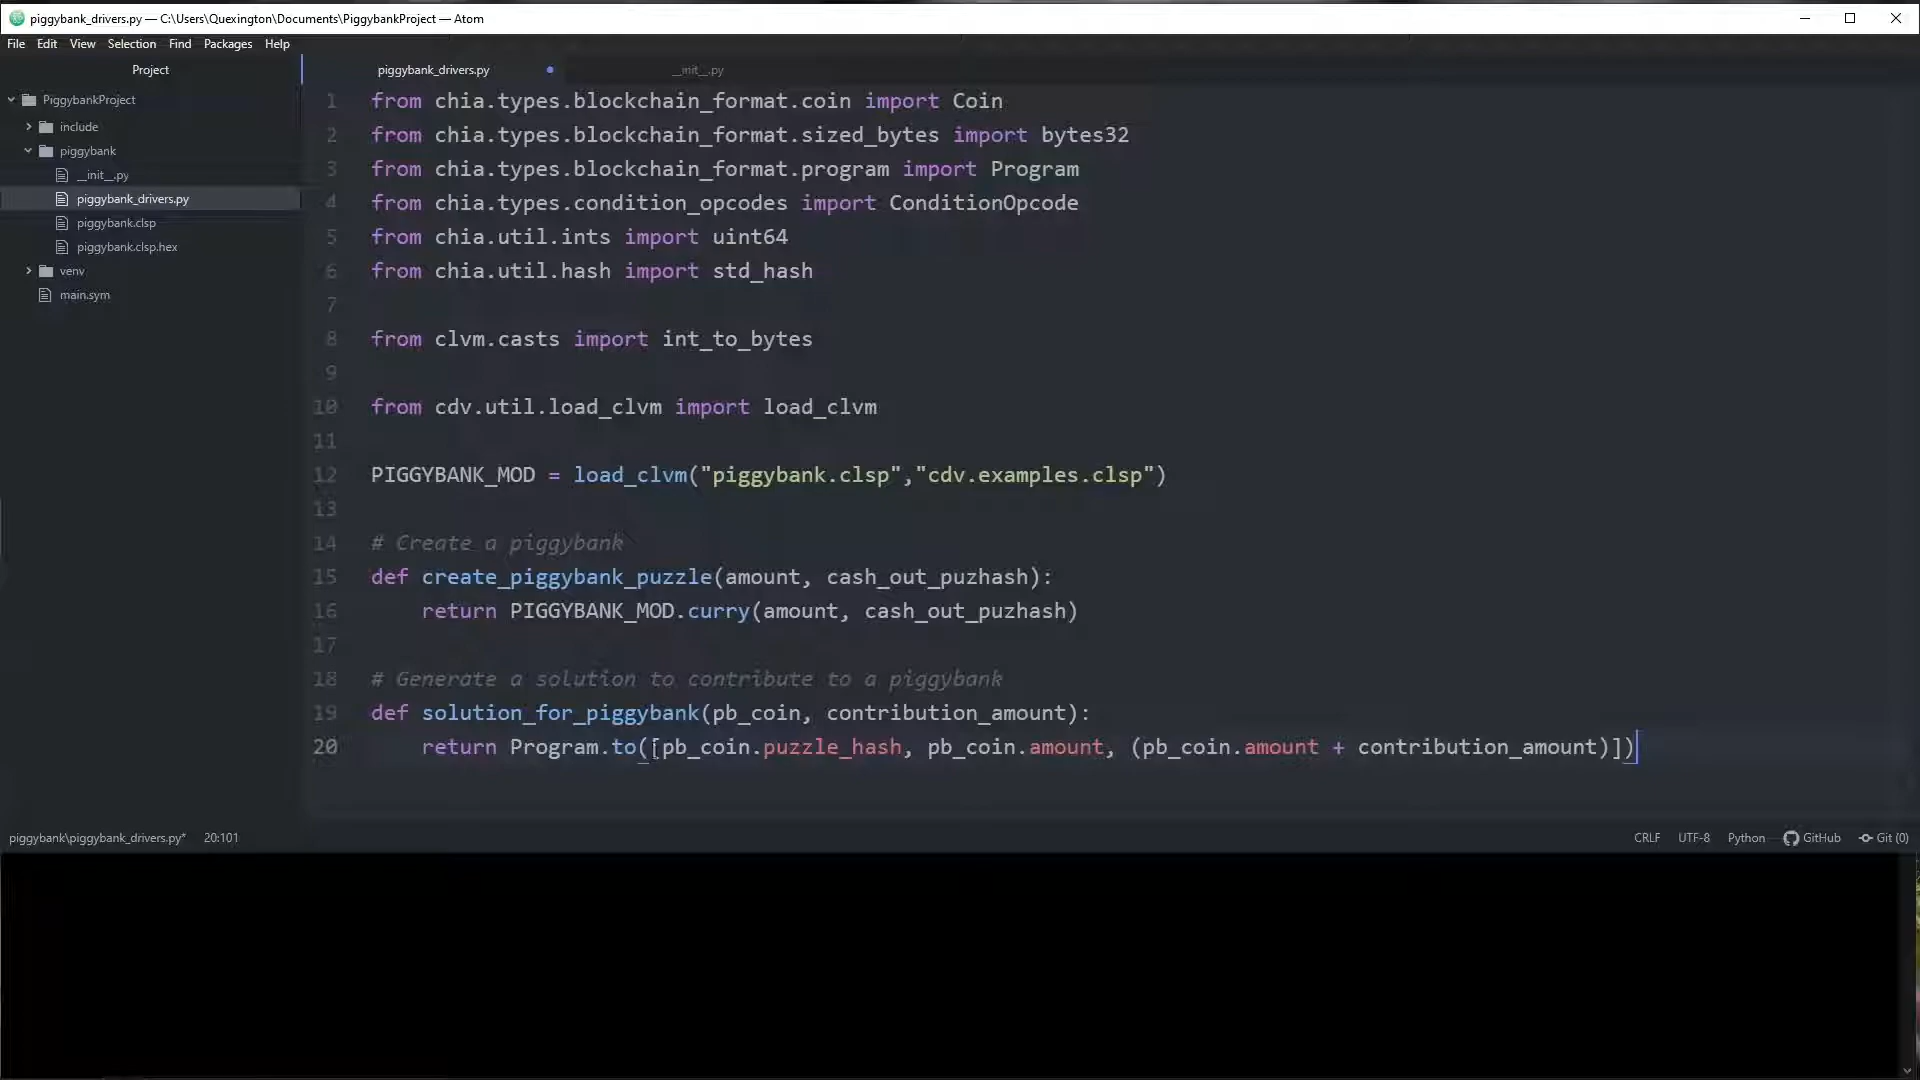 piggybank_drivers.py — C:\Users\Quexington\Documents\PiggybankProject — Atom
File Edit View Selection Find Packages Help
Project
piggybank_drivers.py
__init__.py
PiggybankProject
include
piggybank
__init__.py
piggybank_drivers.py
piggybank.clsp
piggybank.clsp.hex
venv
main.sym
1 from chia.types.blockchain_format.coin import Coin
2 from chia.types.blockchain_format.sized_bytes import bytes32
3 from chia.types.blockchain_format.program import Program
4 from chia.types.condition_opcodes import ConditionOpcode
5 from chia.util.ints import uint64
6 from chia.util.hash import std_hash
7
8 from clvm.casts import int_to_bytes
9
10 from cdv.util.load_clvm import load_clvm
11
12 PIGGYBANK_MOD = load_clvm("piggybank.clsp","cdv.examples.clsp")
13
14 # Create a piggybank
15 def create_piggybank_puzzle(amount, cash_out_puzhash):
16 return PIGGYBANK_MOD.curry(amount, cash_out_puzhash)
17
18 # Generate a solution to contribute to a piggybank
19 def solution_for_piggybank(pb_coin, contribution_amount):
20 return Program.to([pb_coin.puzzle_hash, pb_coin.amount, (pb_coin.amount + contribution_amount)])
piggybank\piggybank_drivers.py* 20:101
CRLF UTF-8 Python GitHub Git (0)